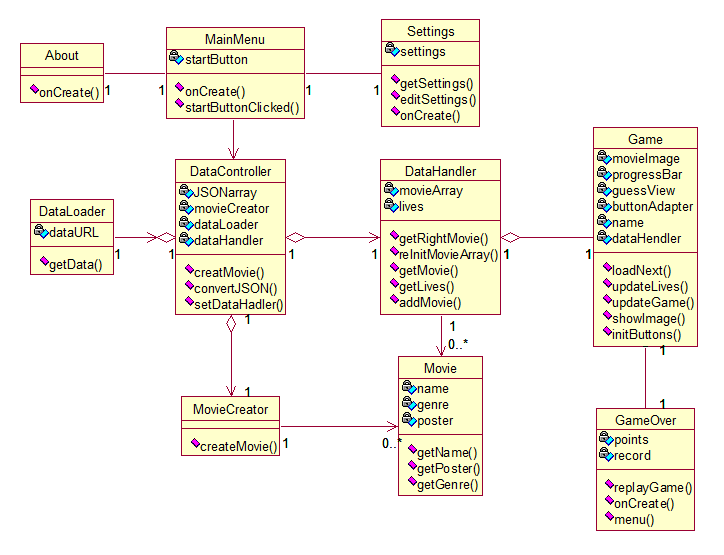 About
onCreate()
1
1
MainMenu
startButton
onCreate()
startButtonClicked()
1
1
Settings
settings
getSettings()
editSettings()
onCreate()
DataLoader
dataURL
getData()
1
1
DataController
JSONarray
movieCreator
dataLoader
dataHandler
creatMovie()
convertJSON()
setDataHadler()
1
1
1
1
DataHandler
movieArray
lives
getRightMovie()
reInitMovieArray()
getMovie()
getLives()
addMovie()
1
1
1
0..*
Game
movieImage
progressBar
guessView
buttonAdapter
name
dataHendler
loadNext()
updateLives()
updateGame()
showImage()
initButtons()
1
1
MovieCreator
createMovie()
1
0..*
Movie
name
genre
poster
getName()
getPoster()
getGenre()
GameOver
points
record
replayGame()
onCreate()
menu()